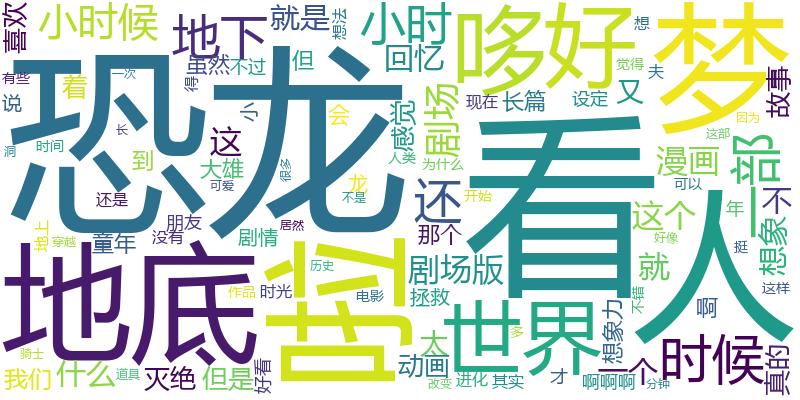 喜欢
小时候
地下
就是
想法
小时
哆好
想
梦
有些
一次
虽然
不过
但
回忆
觉得
夫
故事
说
着
得
小
会
感觉
剧场
现在
长篇
设定
又
因为
恐龙
看
人
洞
时间
长
这
到
大雄
可爱
很多
龙
不是
人类
为什么
还
开始
漫画
可以
一部
这部
不
年
想象
还是
地上
穿越
童年
朋友
没有
剧情
居然
那个
这个
好像
挺
这样
地底
啦
历史
剧场版
就
世界
不错
想象力
啊
作品
时光
电影
拯救
太
多
一个
时候
真的
骑士
我们
什么
道具
灭绝
但是
好看
动画
改变
进化
其实
才
啊啊啊
分钟